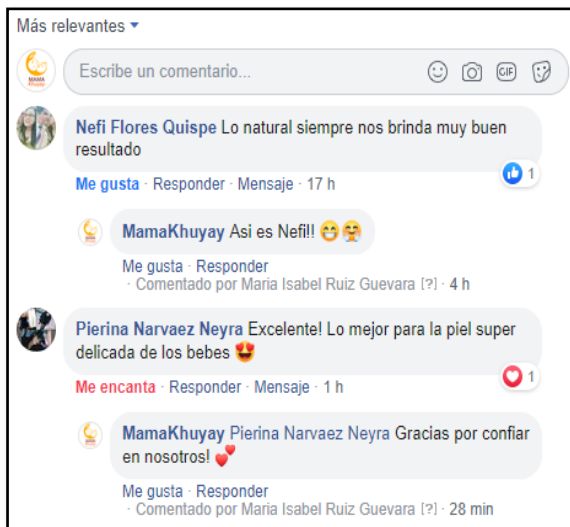 Más relevantes
Escribe un comentario...
GIF
MAMA
Khuyay
Nefi Flores Quispe Lo natural siempre nos brinda muy buen
resultado
1
Me gusta · Responder · Mensaje · 17 h
MamaKhuyay Asi es Nefi!! 😁🤗
Me gusta · Responder
· Comentado por Maria Isabel Ruiz Guevara [?] · 4 h
Pierina Narvaez Neyra Excelente! Lo mejor para la piel super
delicada de los bebes 😍
1
Me encanta · Responder · Mensaje · 1 h
MamaKhuyay Pierina Narvaez Neyra Gracias por confiar
en nosotros! 💕
Me gusta · Responder
· Comentado por Maria Isabel Ruiz Guevara [?] · 28 min